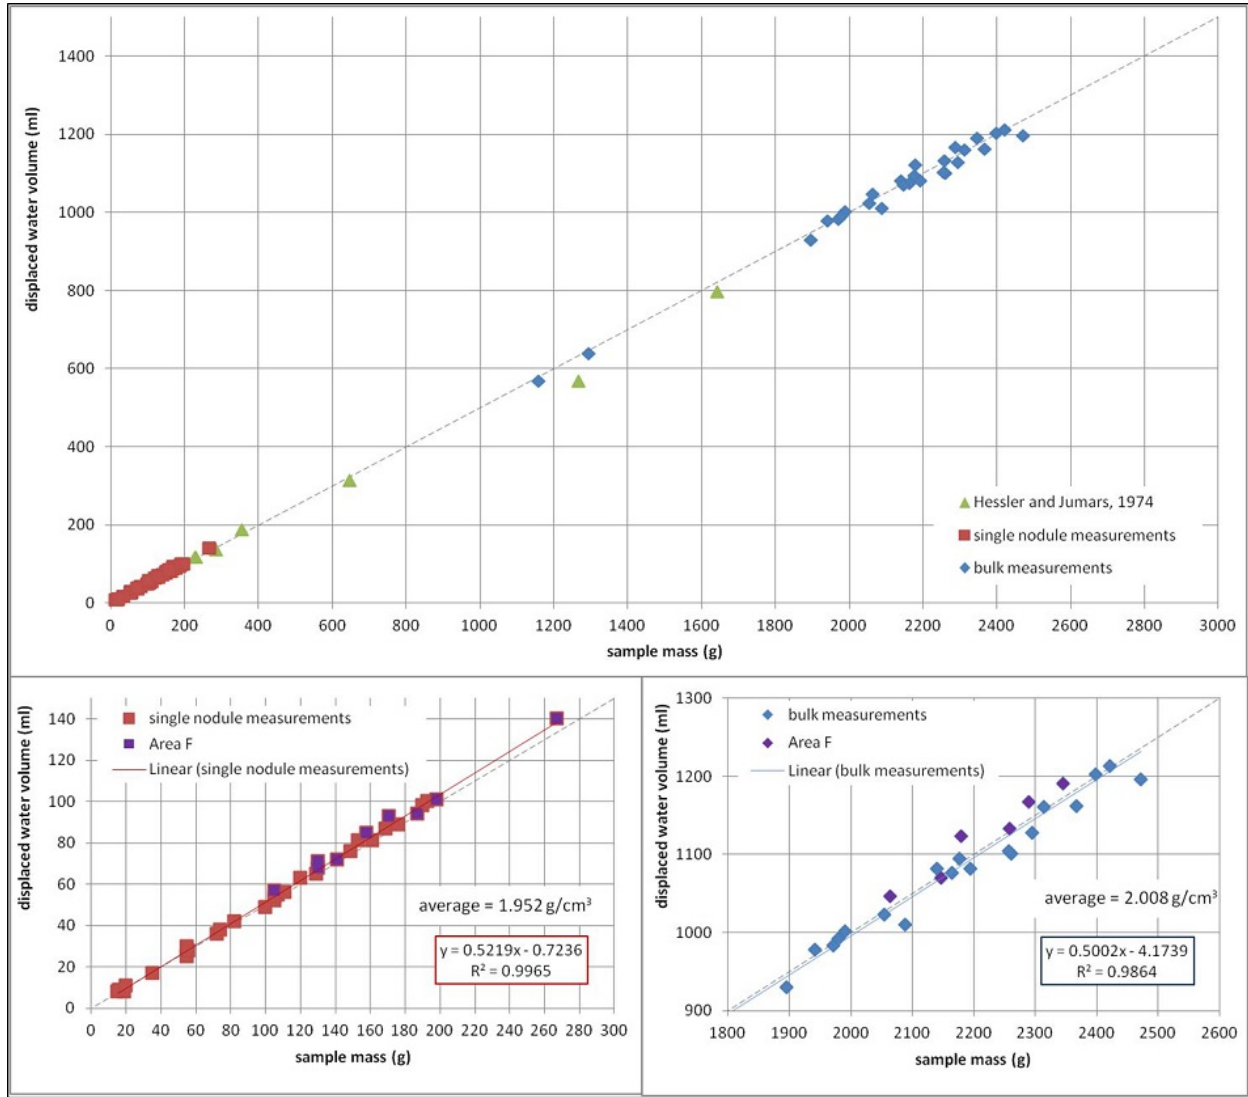 displaced water volume (ml)
1400
1200
1000
800
600
400
200
0
0 200 400 600 800 1000 1200 1400 1600 1800 2000 2200 2400 2600 2800 3000
sample mass (g)
Hessler and Jumars, 1974
single nodule measurements
bulk measurements
displaced water volume (ml)
140
120
100
80
60
40
20
0
0 20 40 60 80 100 120 140 160 180 200 220 240 260 280 300
sample mass (g)
single nodule measurements
Area F
Linear (single nodule measurements)
average = 1.952 g/cm³
y = 0.5219x - 0.7236
R² = 0.9965
displaced water volume (ml)
1300
1200
1100
1000
900
1800 1900 2000 2100 2200 2300 2400 2500 2600
sample mass (g)
bulk measurements
Area F
Linear (bulk measurements)
average = 2.008 g/cm³
y = 0.5002x - 4.1739
R² = 0.9864